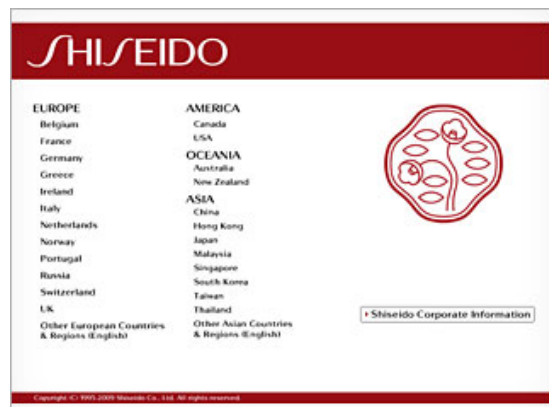 SHISEIDO
EUROPE
Belgium
France
Germany
Greece
Ireland
Italy
Netherlands
Norway
Portugal
Russia
Switzerland
UK
Other European Countries
& Regions (English)
AMERICA
Canada
USA
OCEANIA
Australia
New Zealand
ASIA
China
Hong Kong
Japan
Malaysia
Singapore
South Korea
Taiwan
Thailand
Other Asian Countries
& Regions (English)
Shiseido Corporate Information
Copyright (C) 1995-2009 Shiseido Co., Ltd. All rights reserved.